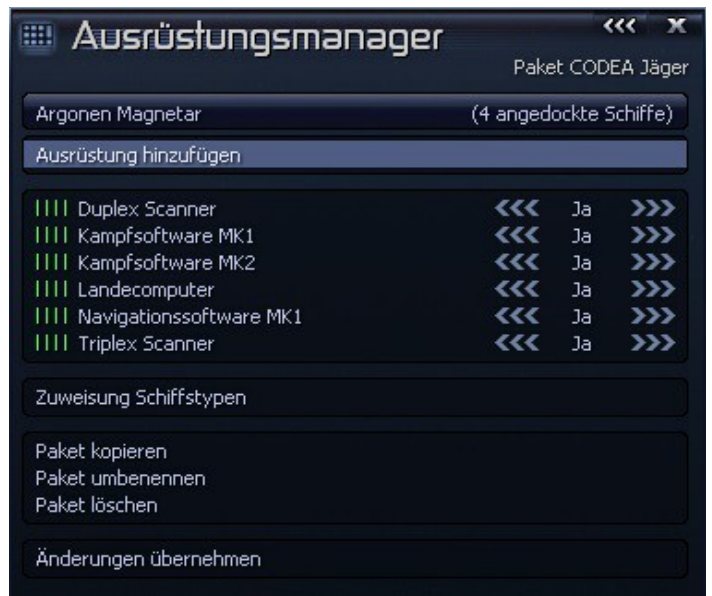 Ausrüstungsmanager
<<< X
Paket CODEA Jäger
Argonen Magnetar (4 angedockte Schiffe)
Ausrüstung hinzufügen
Duplex Scanner <<< Ja >>>
Kampfsoftware MK1 <<< Ja >>>
Kampfsoftware MK2 <<< Ja >>>
Landecomputer <<< Ja >>>
Navigationssoftware MK1 <<< Ja >>>
Triplex Scanner <<< Ja >>>
Zuweisung Schiffstypen
Paket kopieren
Paket umbenennen
Paket löschen
Änderungen übernehmen